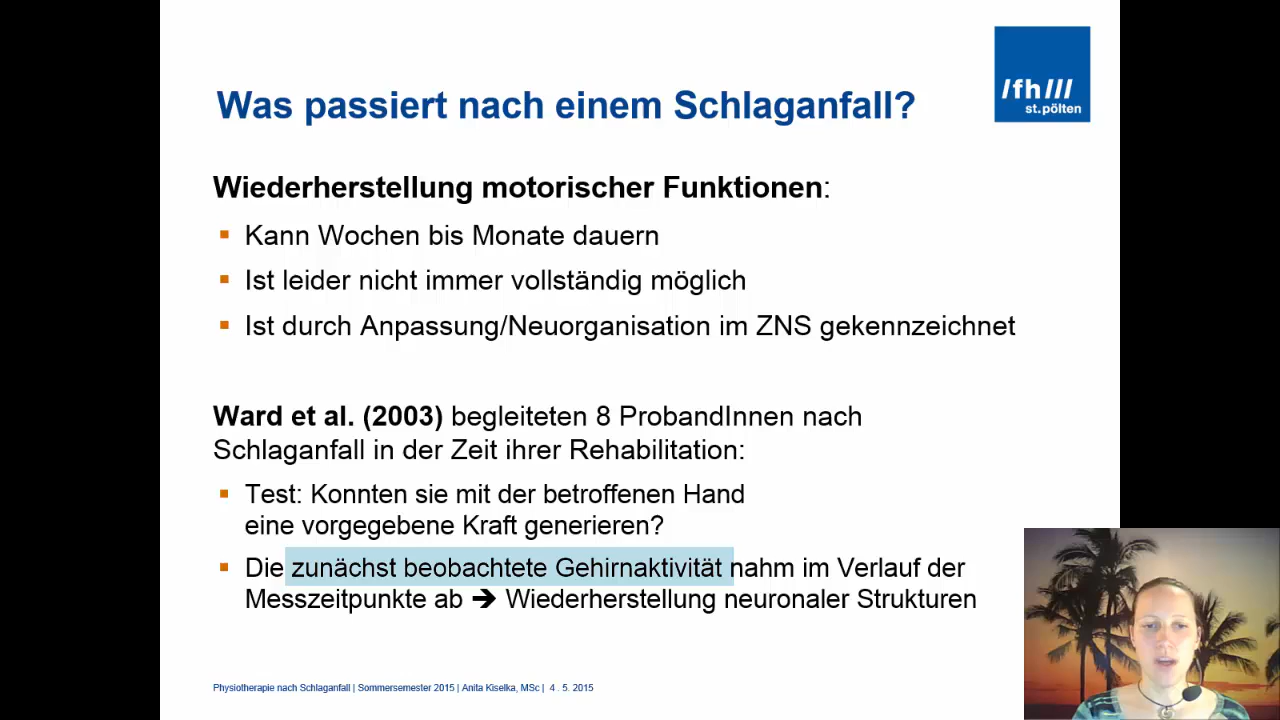 Was passiert nach einem Schlaganfall?
/fh///
st.pölten
Wiederherstellung motorischer Funktionen:
▪ Kann Wochen bis Monate dauern
▪ Ist leider nicht immer vollständig möglich
▪ Ist durch Anpassung/Neuorganisation im ZNS gekennzeichnet
Ward et al. (2003) begleiteten 8 ProbandInnen nach
Schlaganfall in der Zeit ihrer Rehabilitation:
▪ Test: Konnten sie mit der betroffenen Hand
eine vorgegebene Kraft generieren?
▪ Die zunächst beobachtete Gehirnaktivität nahm im Verlauf der
Messzeitpunkte ab ➔ Wiederherstellung neuronaler Strukturen
Physiotherapie nach Schlaganfall | Sommersemester 2015 | Anita Kiselka, MSc | 4 . 5. 2015